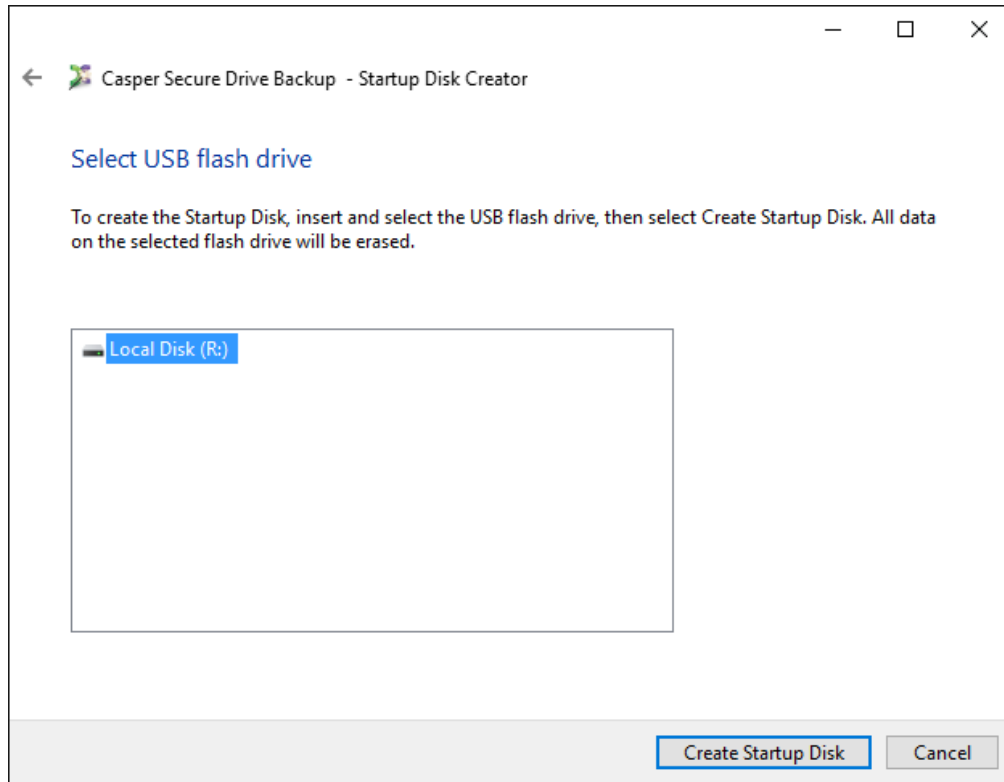 Casper Secure Drive Backup - Startup Disk Creator
Select USB flash drive
To create the Startup Disk, insert and select the USB flash drive, then select Create Startup Disk. All data
on the selected flash drive will be erased.
Local Disk (R:)
Create Startup Disk
Cancel